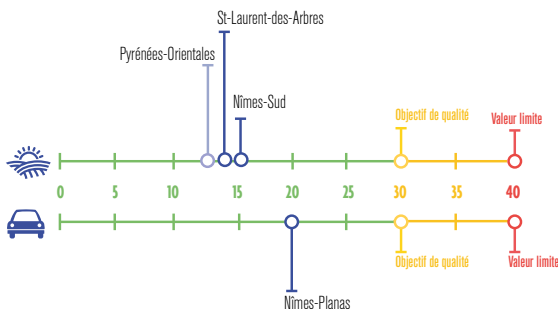 St-Laurent-des-Arbres
Pyrénées-Orientales
Nîmes-Sud
Objectif de qualité
Valeur limite
0 5 10 15 20 25 30 35 40
Objectif de qualité
Valeur limite
Nîmes-Planas